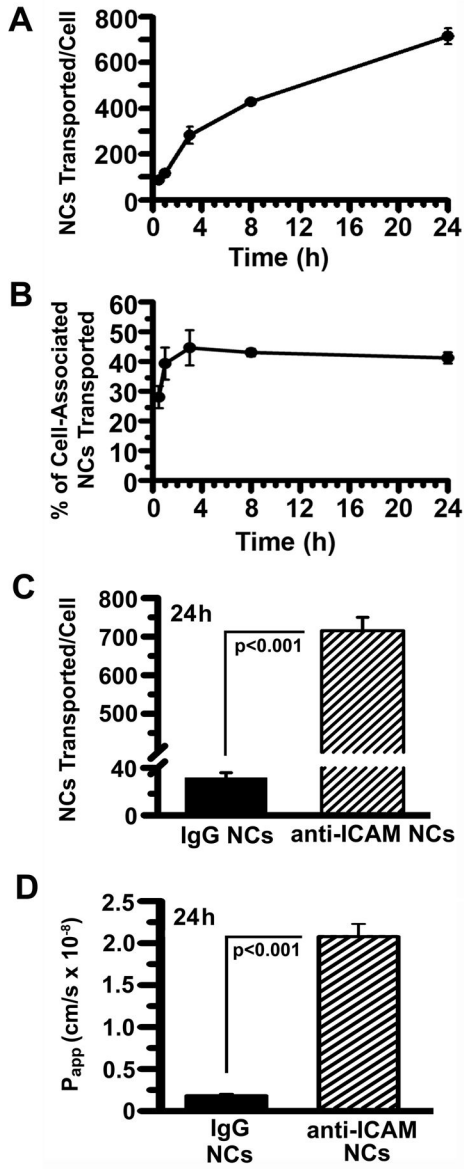 A
NCs Transported/Cell
800
600
400
200
0
0 4 8 12 16 20 24
Time (h)
B
% of Cell-Associated
NCs Transported
60
50
40
30
20
10
0
0 4 8 12 16 20 24
Time (h)
C
NCs Transported/Cell
800
700
600
500
40
0
24h
p<0.001
IgG NCs anti-ICAM NCs
D
Papp (cm/s x 10-8)
2.5
2.0
1.5
1.0
0.5
0
24h
p<0.001
IgG
NCs
anti-ICAM
NCs